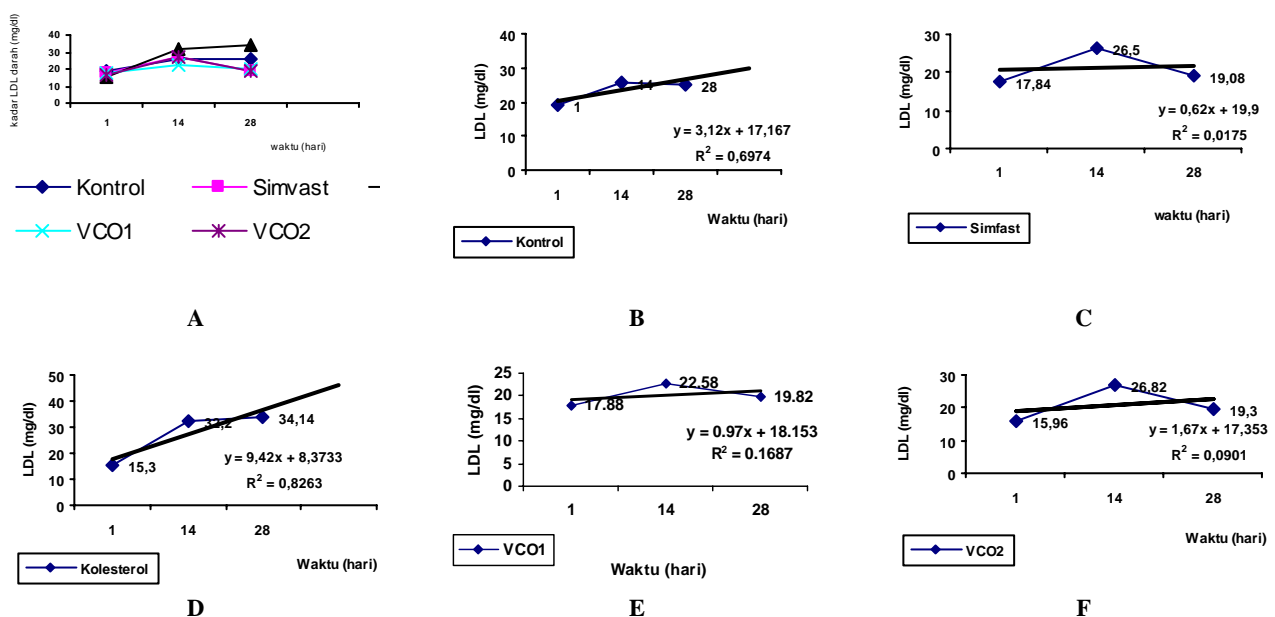 kadar LDL darah (mg/dl)
40
30
20
10
0
1 14 28
waktu (hari)
Kontrol Simvast
VCO1 VCO2
A
LDL (mg/dl)
40
30
20
10
0
1 14 28
y = 3,12x + 17,167
R² = 0,6974
1 14 28
Waktu (hari)
Kontrol
B
LDL (mg/dl)
30
20
10
0
17,84 26,5 19,08
y = 0,62x + 19,9
R² = 0,0175
1 14 28
waktu (hari)
Simfast
C
LDL (mg/dl)
50
40
30
20
10
0
15,3 32,2 34,14
y = 9,42x + 8,3733
R² = 0,8263
1 14 28
Waktu (hari)
Kolesterol
D
LDL (mg/dl)
25
20
15
10
5
0
17.88 22.58 19.82
y = 0.97x + 18.153
R² = 0.1687
1 14 28
VCO1
Waktu (hari)
E
LDL (mg/dl)
30
20
10
0
15,96 26,82 19,3
y = 1,67x + 17,353
R² = 0,0901
1 14 28
Waktu (hari)
VCO2
F